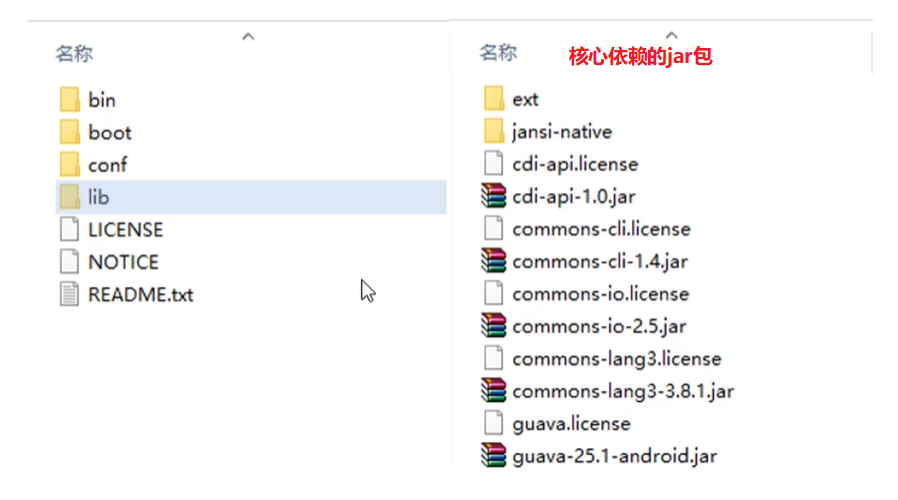 名称
bin
boot
conf
lib
LICENSE
NOTICE
README.txt
名称
核心依赖的jar包
ext
jansi-native
cdi-api.license
cdi-api-1.0.jar
commons-cli.license
commons-cli-1.4.jar
commons-io.license
commons-io-2.5.jar
commons-lang3.license
commons-lang3-3.8.1.jar
guava.license
guava-25.1-android.jar